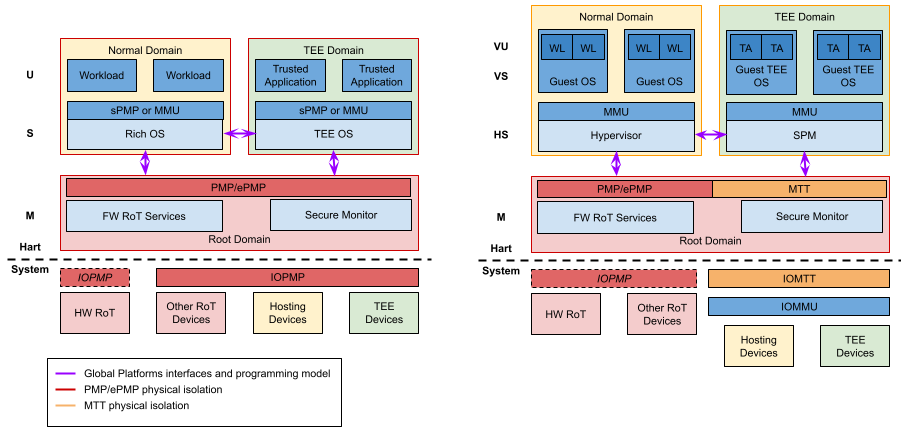 Normal Domain
TEE Domain
U
Workload
Workload
Trusted
Application
Trusted
Application
sPMP or MMU
sPMP or MMU
S
Rich OS
TEE OS
PMP/ePMP
M
FW RoT Services
Secure Monitor
Root Domain
Hart
System
IOPMP
IOPMP
HW RoT
Other RoT
Devices
Hosting
Devices
TEE
Devices
Global Platforms interfaces and programming model
PMP/ePMP physical isolation
MTT physical isolation
Normal Domain
TEE Domain
VU
WL
WL
WL
WL
TA
TA
TA
TA
VS
Guest OS
Guest OS
Guest TEE
OS
Guest TEE
OS
MMU
MMU
HS
Hypervisor
SPM
PMP/ePMP
MTT
M
FW RoT Services
Secure Monitor
Root Domain
Hart
System
IOPMP
IOMTT
HW RoT
Other RoT
Devices
IOMMU
Hosting
Devices
TEE
Devices